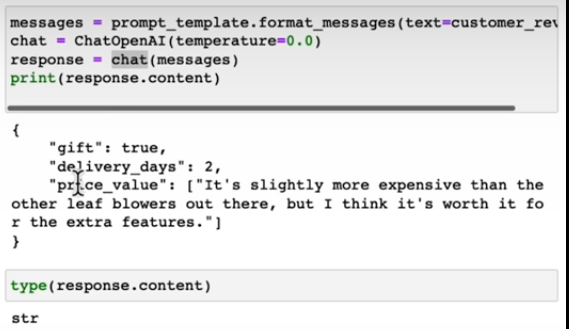 messages = prompt_template.format_messages(text=customer_rev
chat = ChatOpenAI(temperature=0.0)
response = chat(messages)
print(response.content)
{
    "gift": true,
    "delivery_days": 2,
    "price_value": ["It's slightly more expensive than the
other leaf blowers out there, but I think it's worth it fo
r the extra features."]
}
type(response.content)
str